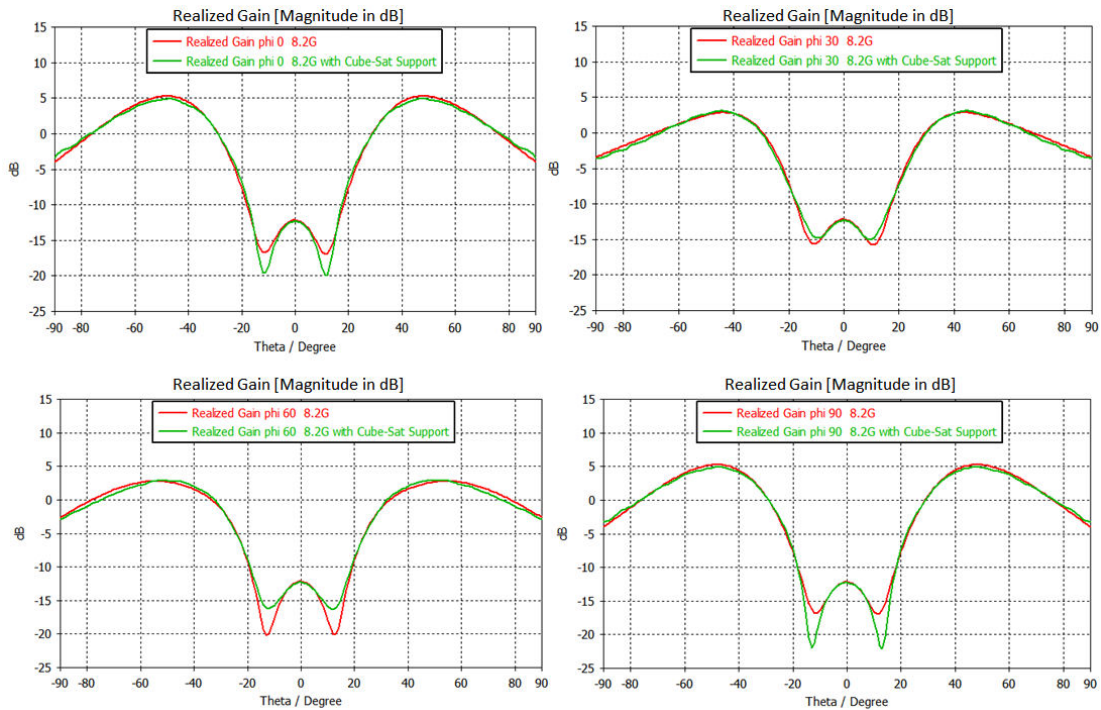 Realized Gain [Magnitude in dB]
Realized Gain phi 0  8.2G
Realized Gain phi 0  8.2G with Cube-Sat Support
15
10
5
0
-5
-10
-15
-20
-25
dB
-90 -80 -60 -40 -20 0 20 40 60 80 90
Theta / Degree
Realized Gain [Magnitude in dB]
Realized Gain phi 30  8.2G
Realized Gain phi 30  8.2G with Cube-Sat Support
15
10
5
0
-5
-10
-15
-20
-25
dB
-90 -80 -60 -40 -20 0 20 40 60 80 90
Theta / Degree
Realized Gain [Magnitude in dB]
Realized Gain phi 60  8.2G
Realized Gain phi 60  8.2G with Cube-Sat Support
15
10
5
0
-5
-10
-15
-20
-25
dB
-90 -80 -60 -40 -20 0 20 40 60 80 90
Theta / Degree
Realized Gain [Magnitude in dB]
Realized Gain phi 90  8.2G
Realized Gain phi 90  8.2G with Cube-Sat Support
15
10
5
0
-5
-10
-15
-20
-25
dB
-90 -80 -60 -40 -20 0 20 40 60 80 90
Theta / Degree